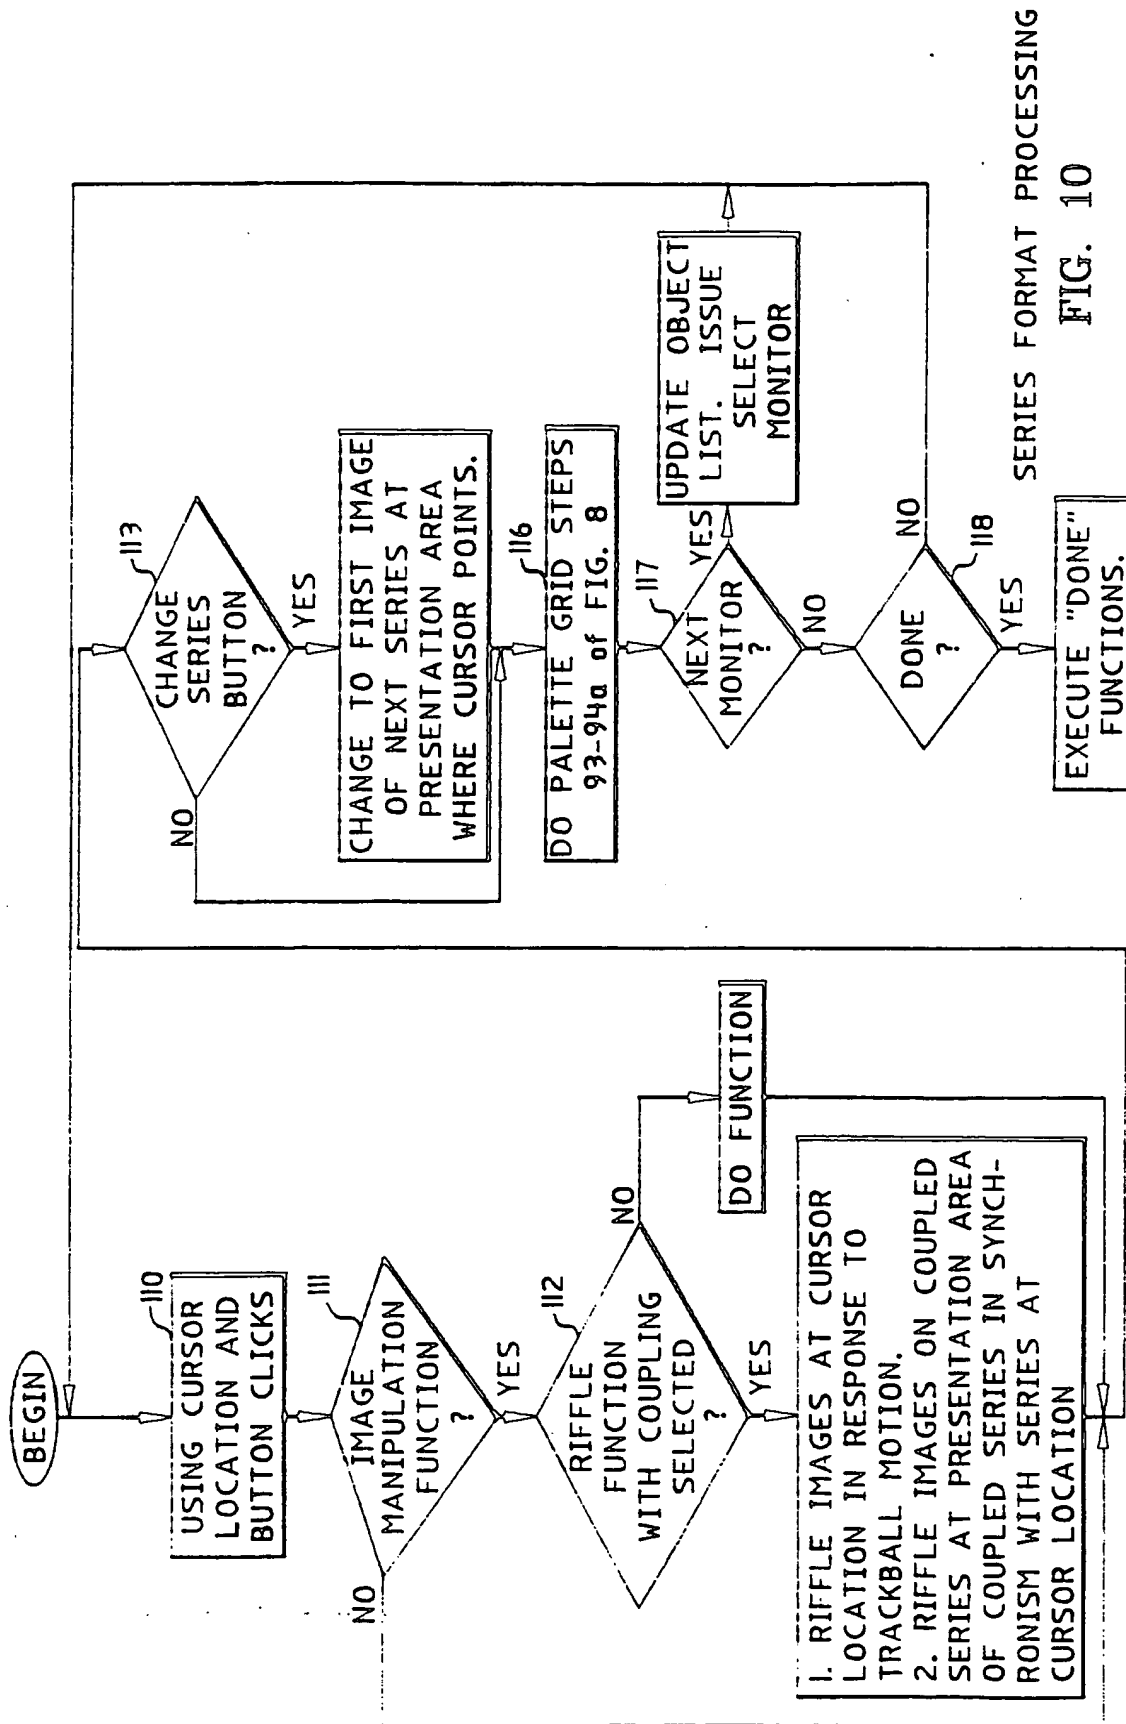 BEGIN
110
USING CURSOR
LOCATION AND
BUTTON CLICKS
111
IMAGE
MANIPULATION
FUNCTION
?
NO
YES
112
RIFFLE
FUNCTION
WITH COUPLING
SELECTED
?
NO
YES
DO FUNCTION
1. RIFFLE IMAGES AT CURSOR
LOCATION IN RESPONSE TO
TRACKBALL MOTION.
2. RIFFLE IMAGES ON COUPLED
SERIES AT PRESENTATION AREA
OF COUPLED SERIES IN SYNCH-
RONISM WITH SERIES AT
CURSOR LOCATION
113
CHANGE
SERIES
BUTTON
?
NO
YES
CHANGE TO FIRST IMAGE
OF NEXT SERIES AT
PRESENTATION AREA
WHERE CURSOR POINTS.
116
DO PALETTE GRID STEPS
93-94a of FIG. 8
117
NEXT
MONITOR
?
YES
NO
UPDATE OBJECT
LIST. ISSUE
SELECT
MONITOR
118
DONE
?
NO
YES
EXECUTE "DONE"
FUNCTIONS.
SERIES FORMAT PROCESSING
FIG. 10